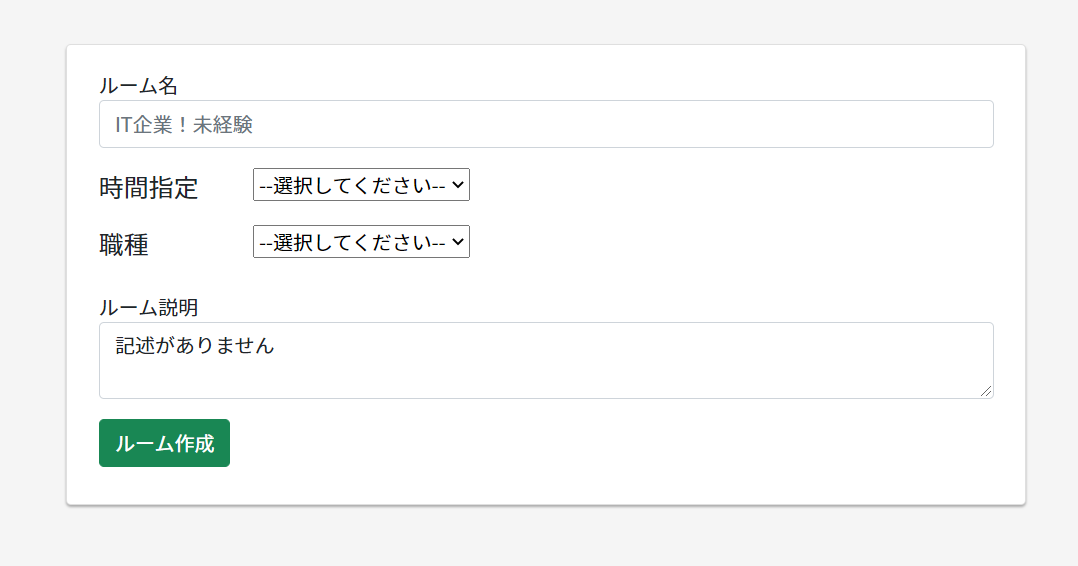 ルーム名
IT企業！未経験
時間指定 --選択してください--
職種 --選択してください--
ルーム説明
記述がありません
ルーム作成